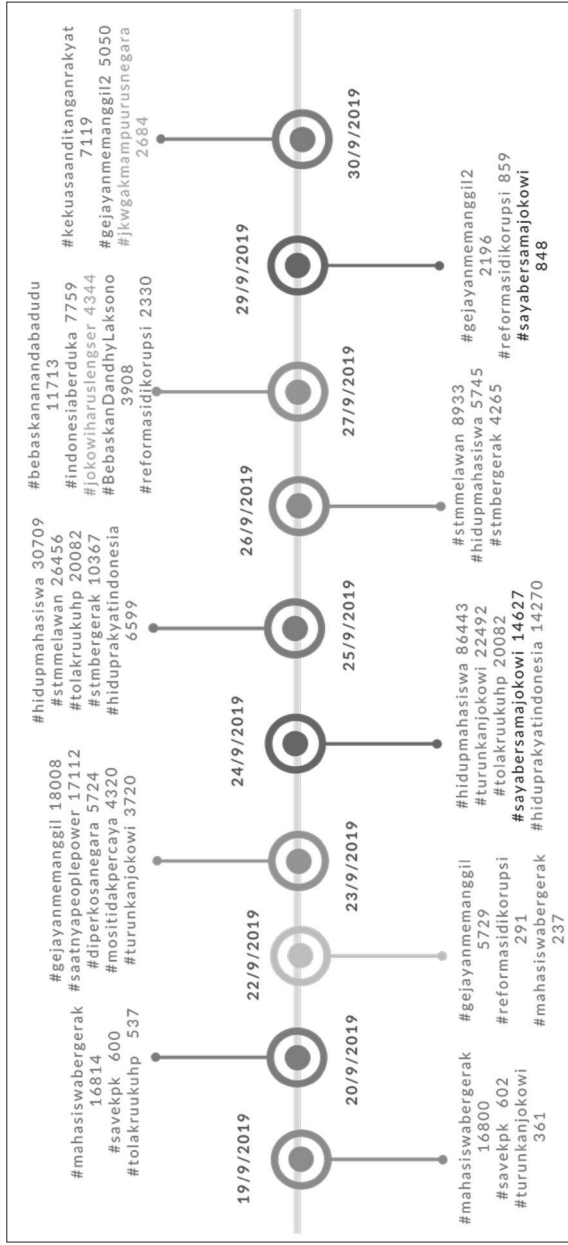 #mahasiswabergerak
16800
#savekpk 602
#turunkanjokowi
361
19/9/2019
#mahasiswabergerak
16814
#savekpk 600
#tolakruukuhp 537
20/9/2019
#gejayanmemanggil
5729
#reformasidikorupsi
291
#mahasiswabergerak
237
22/9/2019
#gejayanmemanggil 18008
#saatnyapeoplepower 17112
#diperkosanegara 5724
#mositidakpercaya 4320
#turunkanjokowi 3720
23/9/2019
#hidupmahasiswa 86443
#turunkanjokowi 22492
#tolakruukuhp 20082
#sayabersamajokowi 14627
#hiduprakyatindonesia 14270
24/9/2019
#hidupmahasiswa 30709
#stmmelawan 26456
#tolakruukuhp 20082
#stmbergerak 10367
#hiduprakyatindonesia
6599
25/9/2019
#stmmelawan 8933
#hidupmahasiswa 5745
#stmbergerak 4265
26/9/2019
#bebaskananandabadudu
11713
#indonesiaberduka 7759
#jokowiharuslengser 4344
#BebaskanDandhyLaksono
3908
#reformasidikorupsi 2330
27/9/2019
#gejayanmemanggil2
2196
#reformasidikorupsi 859
#sayabersamajokowi
848
29/9/2019
#kekuasaanditanganrakyat
7119
#gejayanmemanggil2 5050
#jkwgakmampuurusnegara
2684
30/9/2019